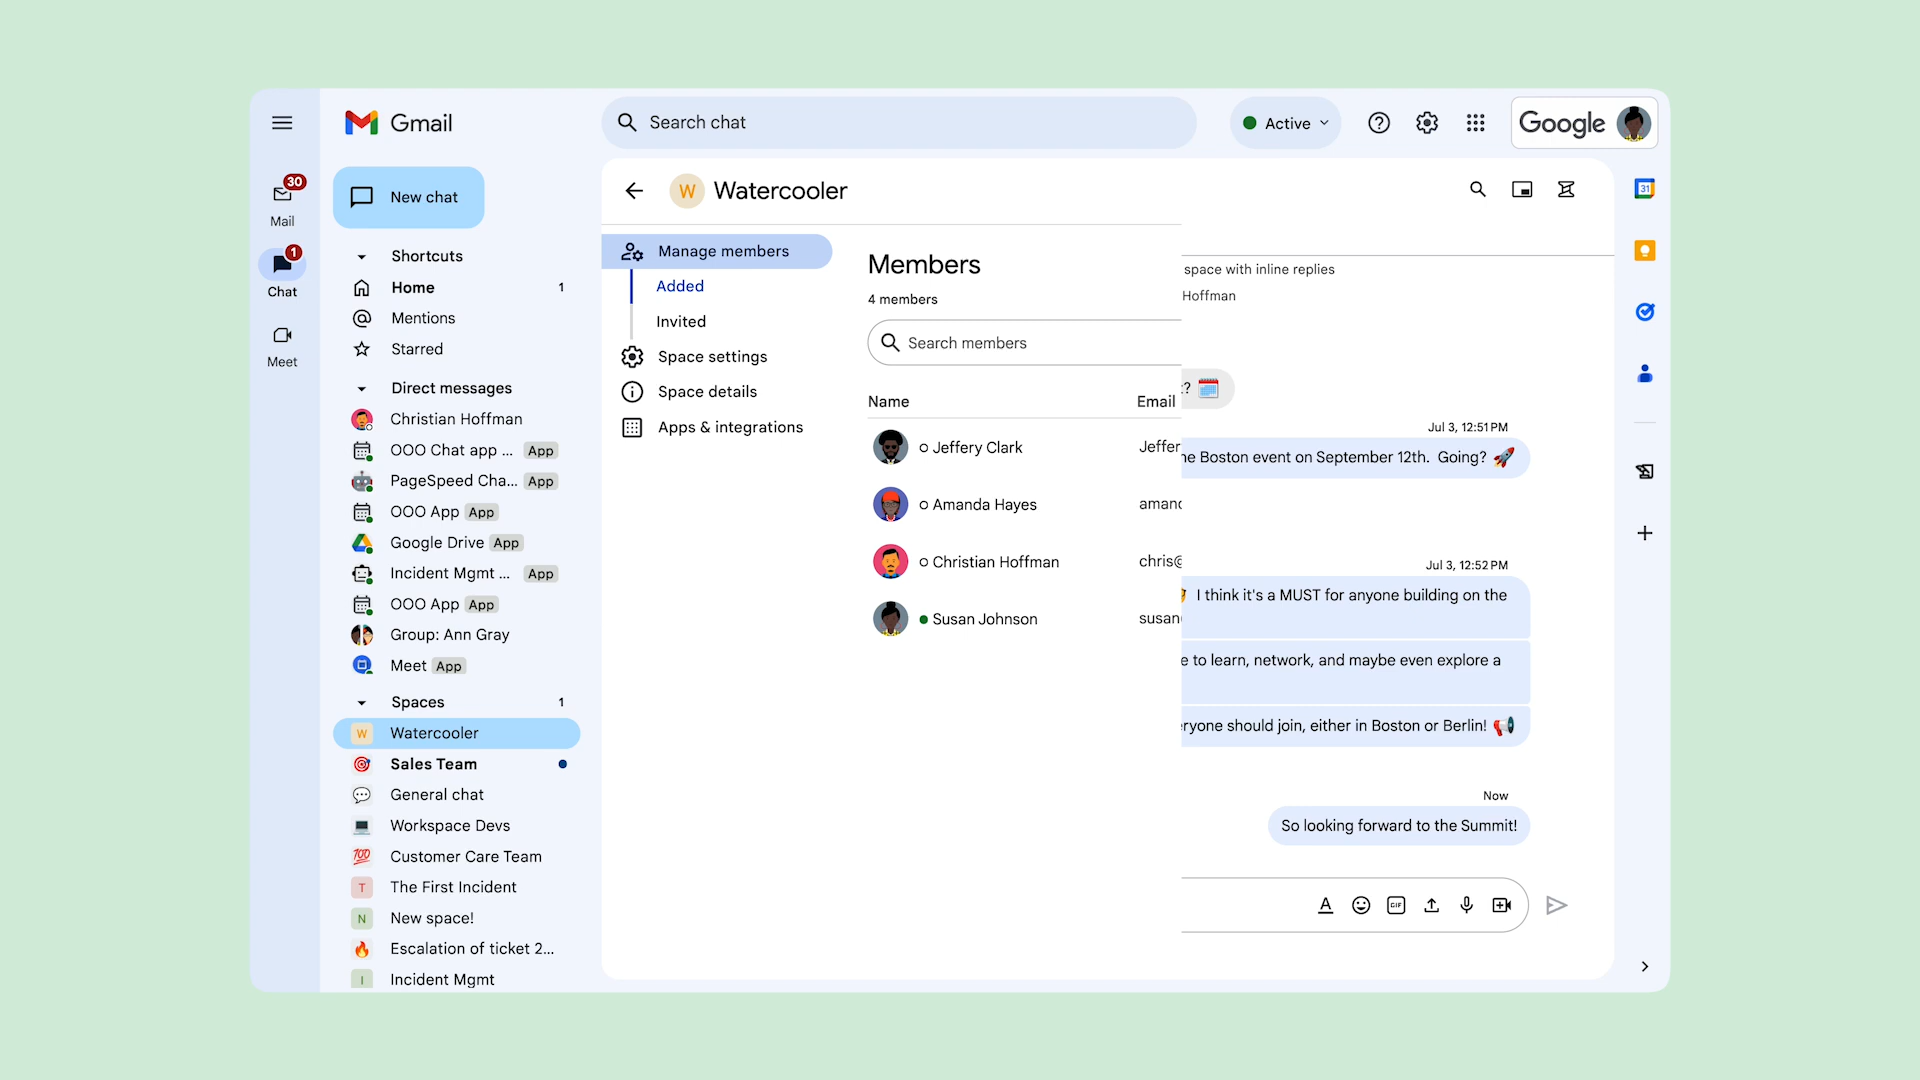 Gmail
Search chat
Active
Google
30
Mail
1
Chat
Meet
New chat
Shortcuts
Home 1
Mentions
Starred
Direct messages
Christian Hoffman
OOO Chat app ... App
PageSpeed Cha... App
OOO App App
Google Drive App
Incident Mgmt ... App
OOO App App
Group: Ann Gray
Meet App
Spaces 1
W Watercooler
Sales Team
General chat
Workspace Devs
100 Customer Care Team
T The First Incident
N New space!
Escalation of ticket 2...
I Incident Mgmt
W Watercooler
Manage members
Added
Invited
Space settings
Space details
Apps & integrations
Members
4 members
Search members
Name Email
Jeffery Clark Jeffer
Amanda Hayes aman
Christian Hoffman chris@
Susan Johnson susan
space with inline replies
Hoffman
?
Jul 3, 12:51 PM
he Boston event on September 12th. Going?
Jul 3, 12:52 PM
I think it's a MUST for anyone building on the
e to learn, network, and maybe even explore a
eryone should join, either in Boston or Berlin!
Now
So looking forward to the Summit!
GIF
31